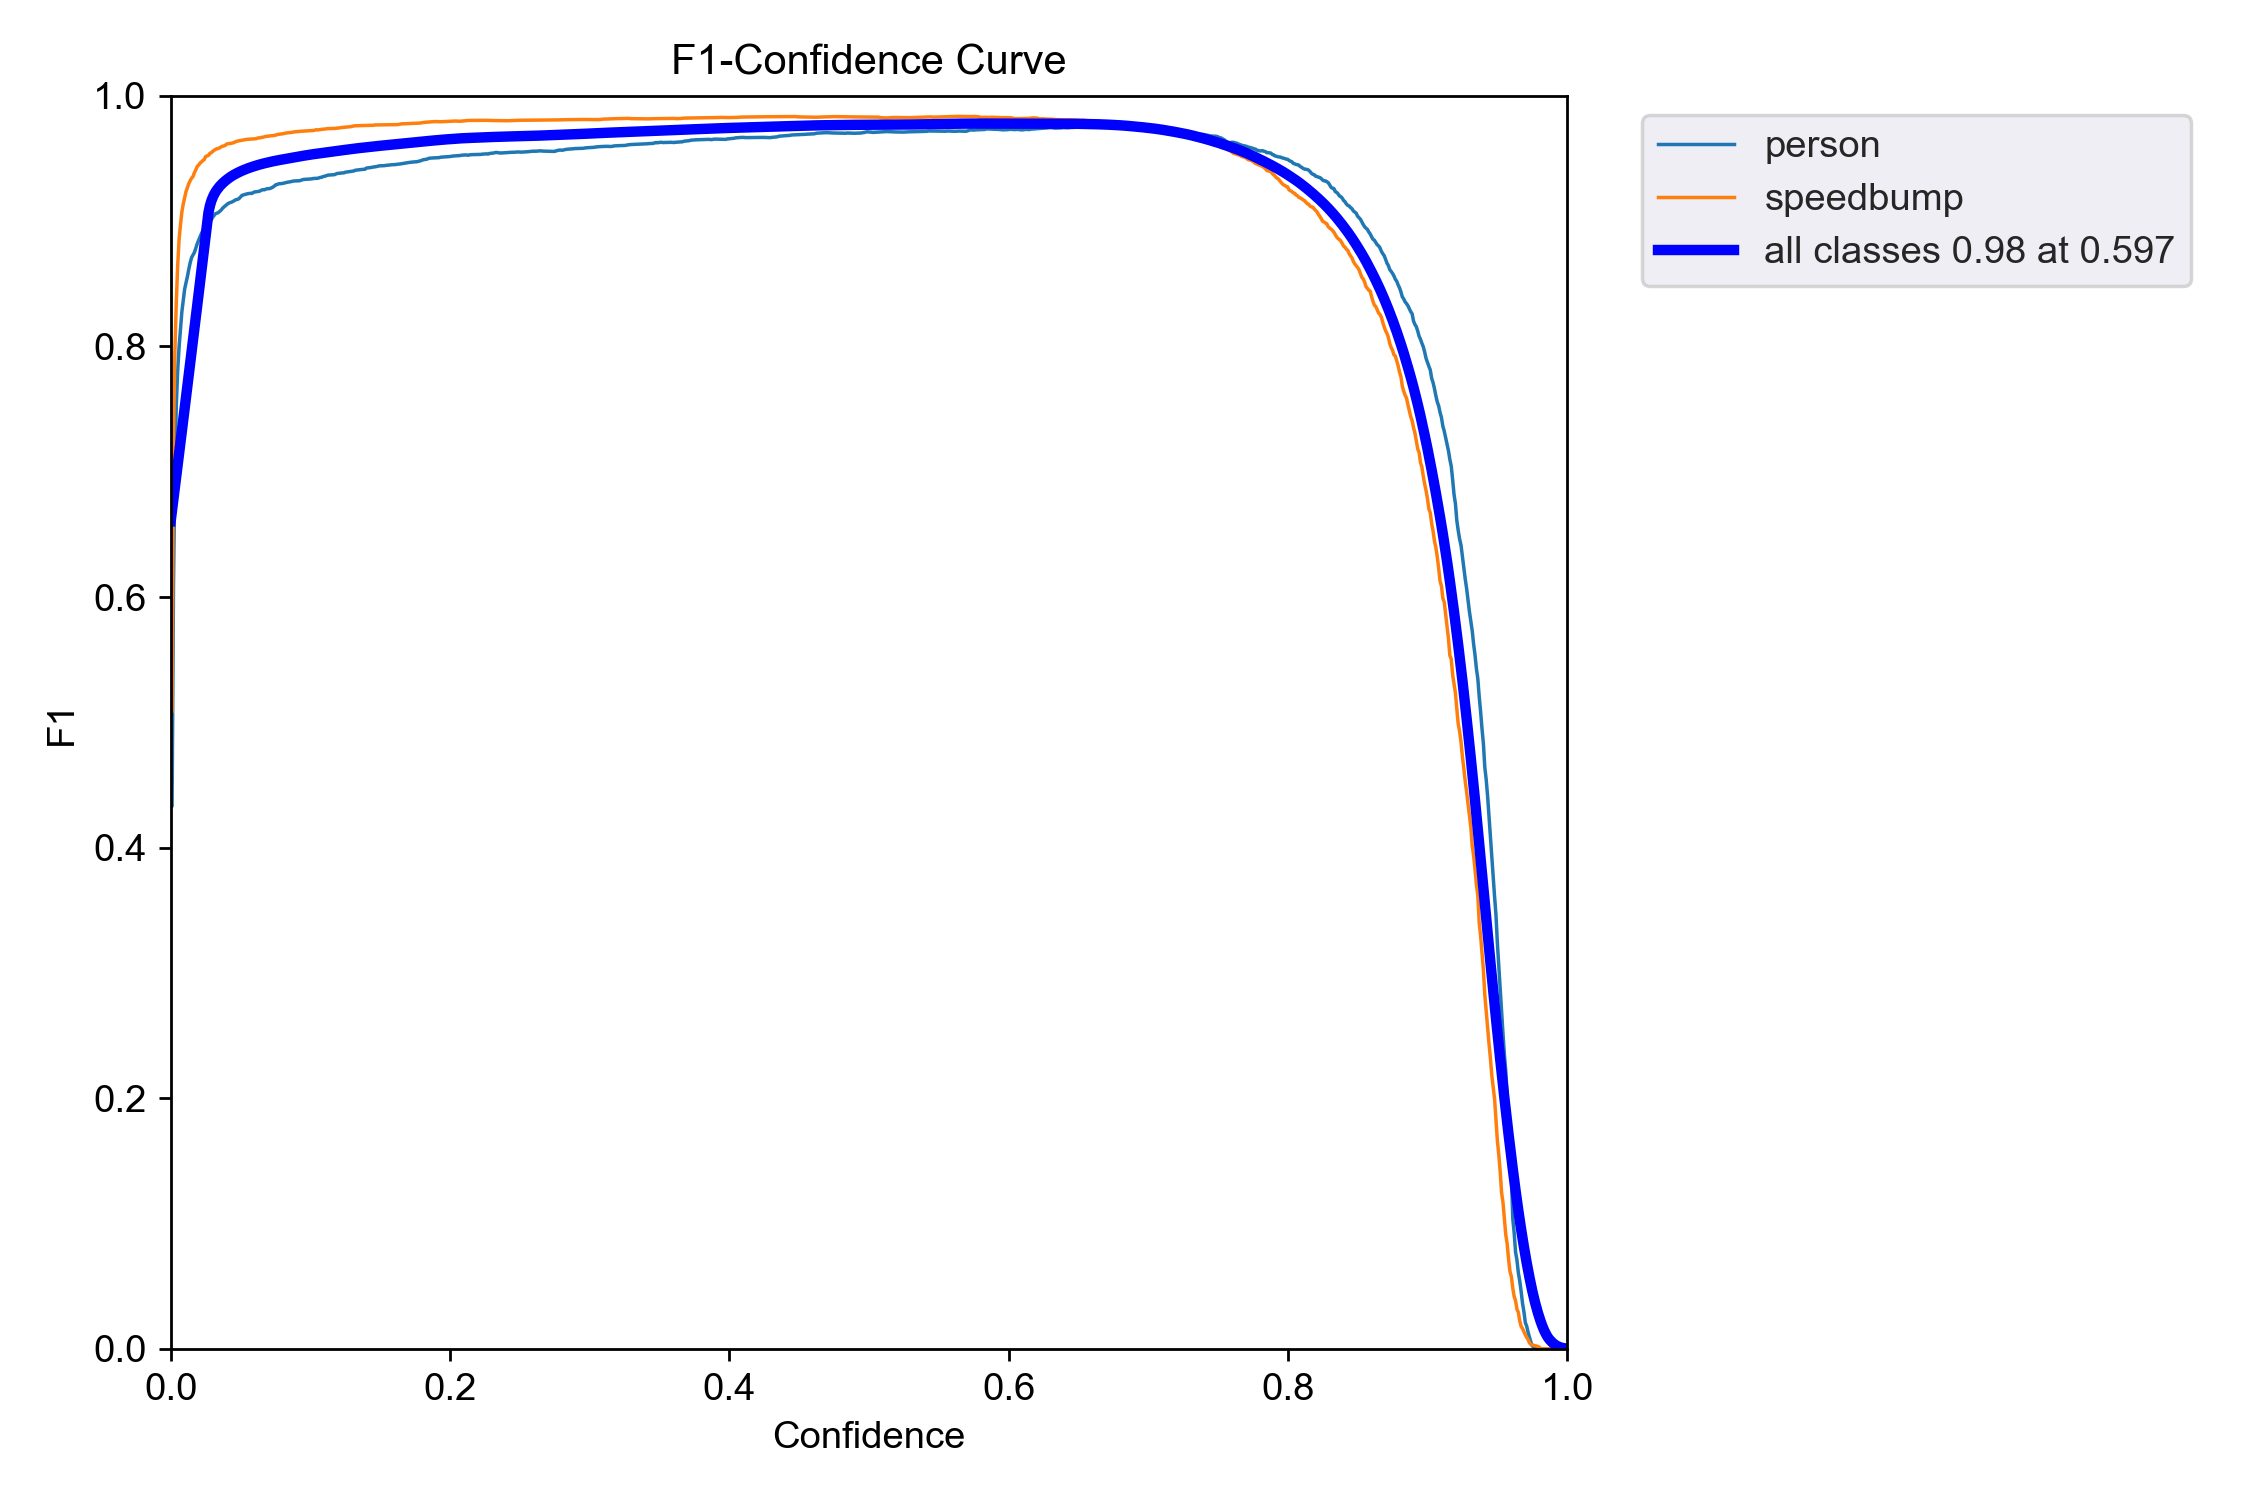 F1-Confidence Curve
1.0
0.8
0.6
0.4
0.2
0.0
F1
0.0 0.2 0.4 0.6 0.8 1.0
Confidence
person
speedbump
all classes 0.98 at 0.597